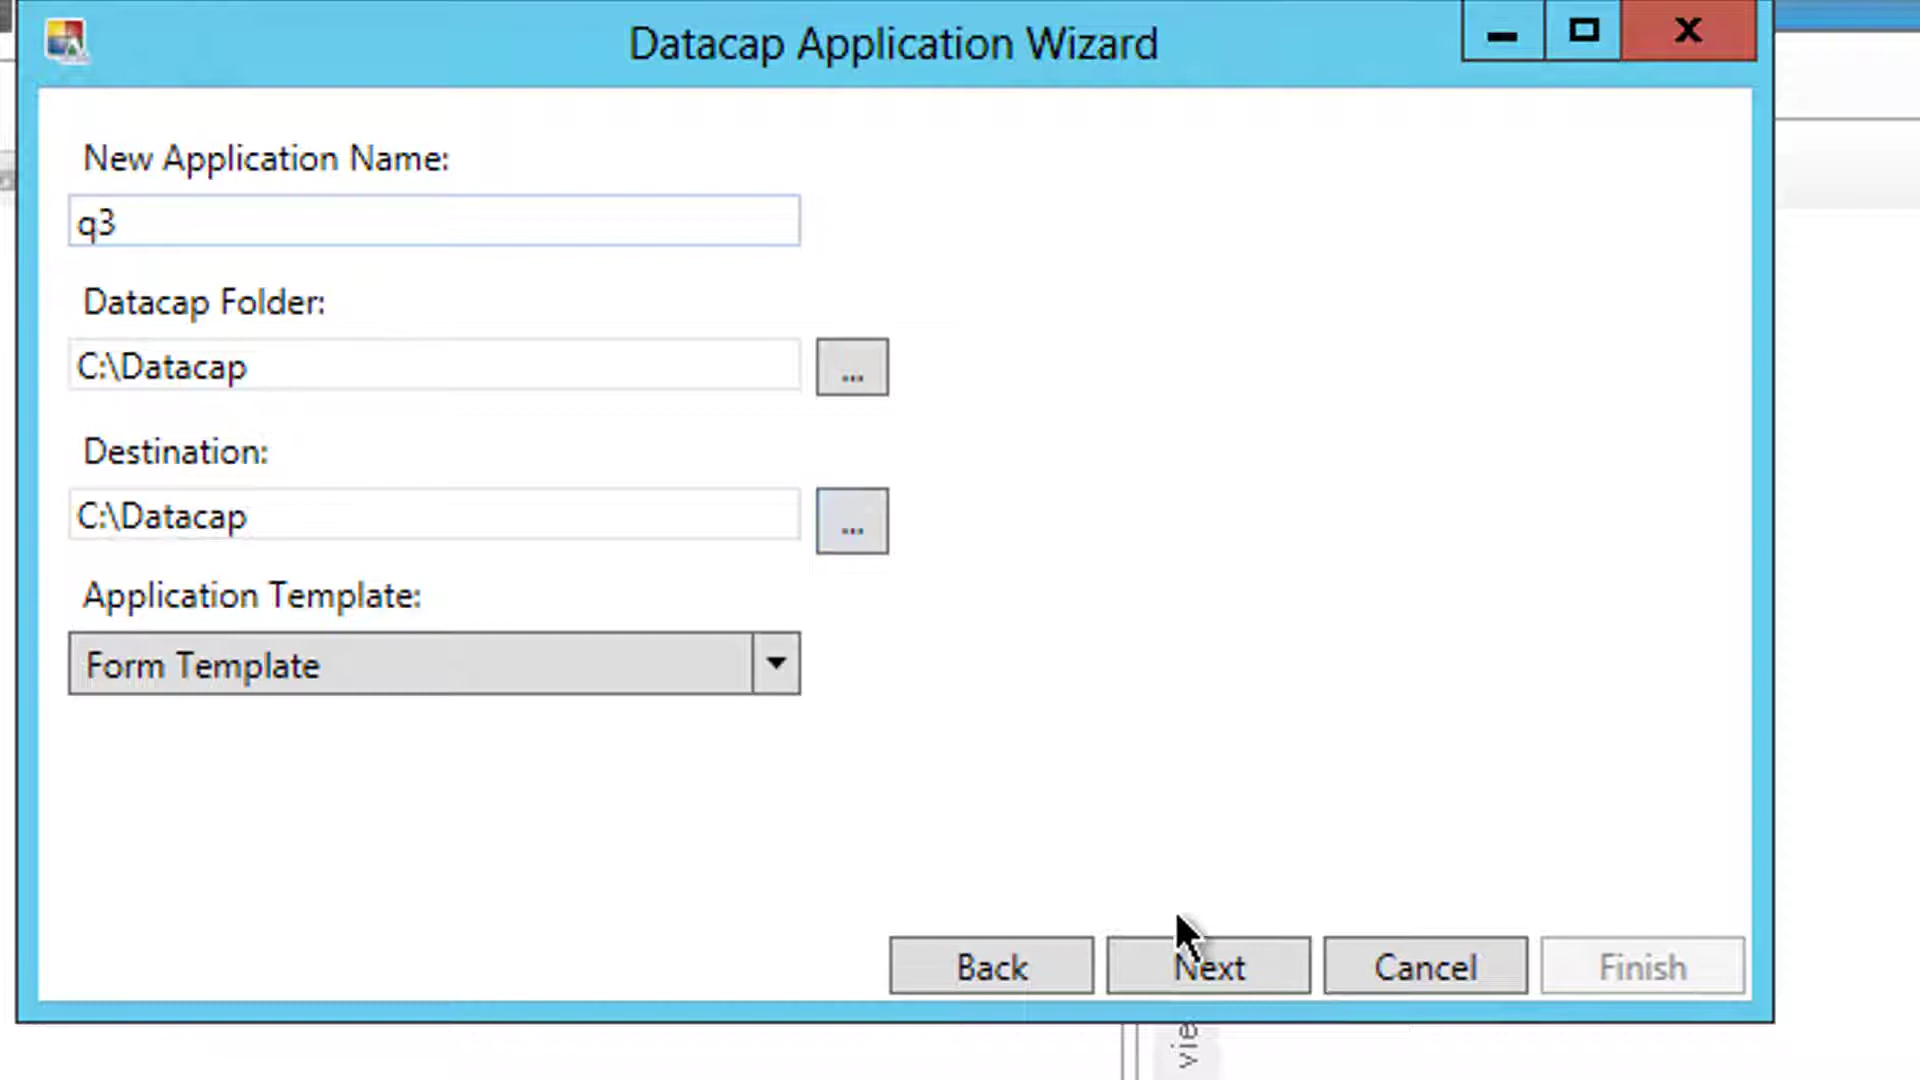 Datacap Application Wizard
New Application Name:
q3
Datacap Folder:
C:\Datacap
...
Destination:
C:\Datacap
...
Application Template:
Form Template
Back
Next
Cancel
Finish
vie